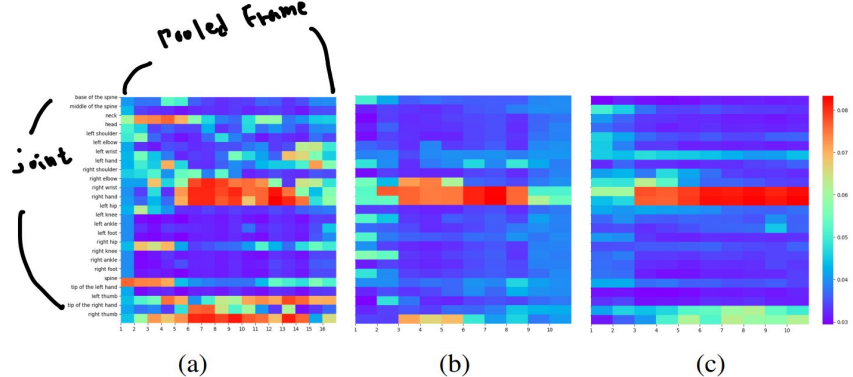 Pooled Frame
joint
base of the spine
middle of the spine
neck
head
left shoulder
left elbow
left wrist
left hand
right shoulder
right elbow
right wrist
right hand
left hip
left knee
left ankle
left foot
right hip
right knee
right ankle
right foot
spine
tip of the left hand
left thumb
tip of the right hand
right thumb
1 2 3 4 5 6 7 8 9 10 11 12 13 14 15 16
1 2 3 4 5 6 7 8 9 10
1 2 3 4 5 6 7 8 9 10
0.08
0.07
0.06
0.05
0.04
0.03
(a) (b) (c)